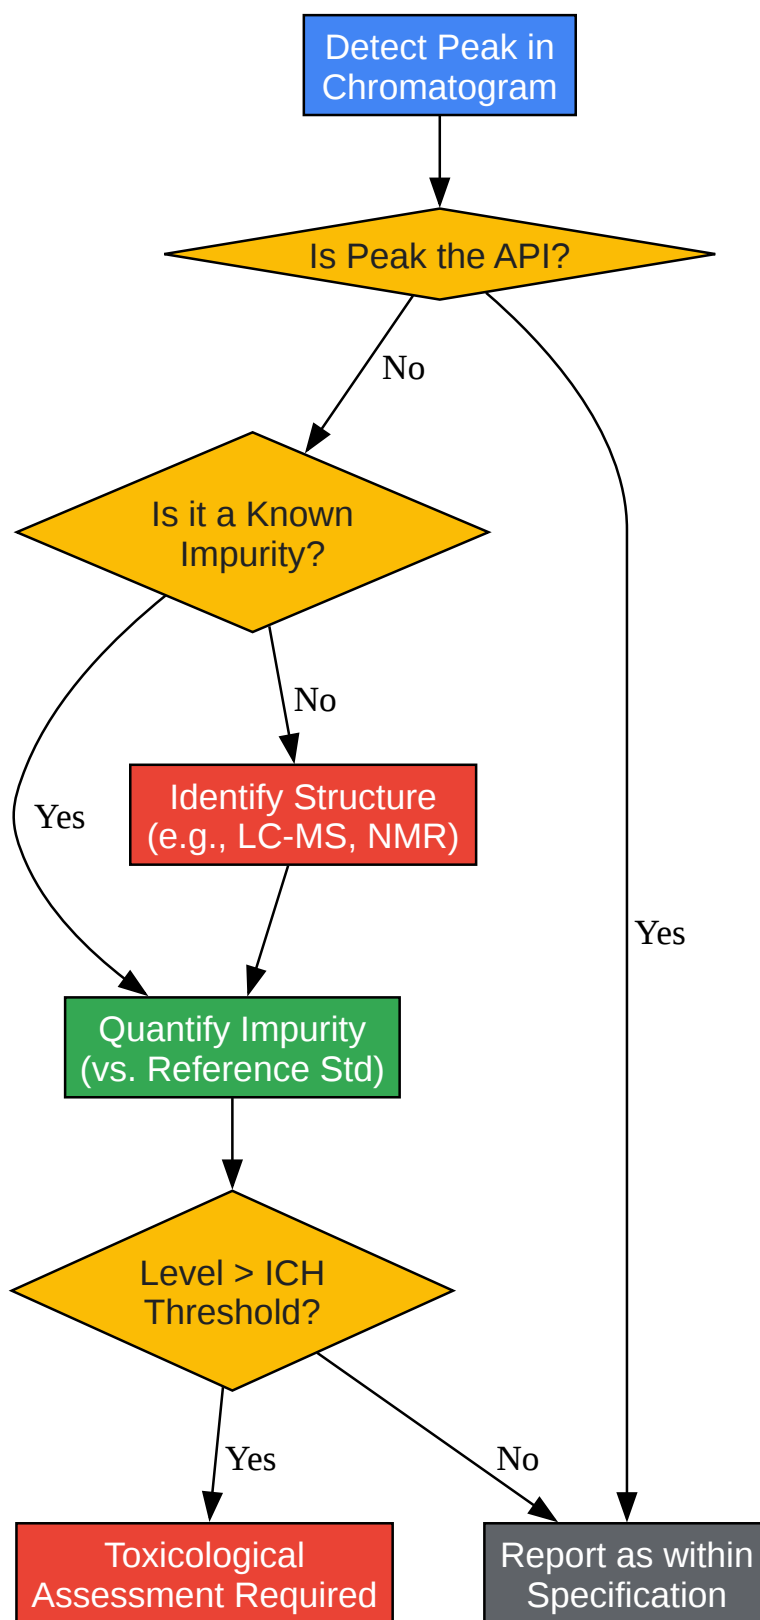 Detect Peak in
Chromatogram
Is Peak the API?
No
Is it a Known
Impurity?
No
Identify Structure
(e.g., LC-MS, NMR)
Yes
Yes
Quantify Impurity
(vs. Reference Std)
Level > ICH
Threshold?
Yes
No
Toxicological
Assessment Required
Report as within
Specification